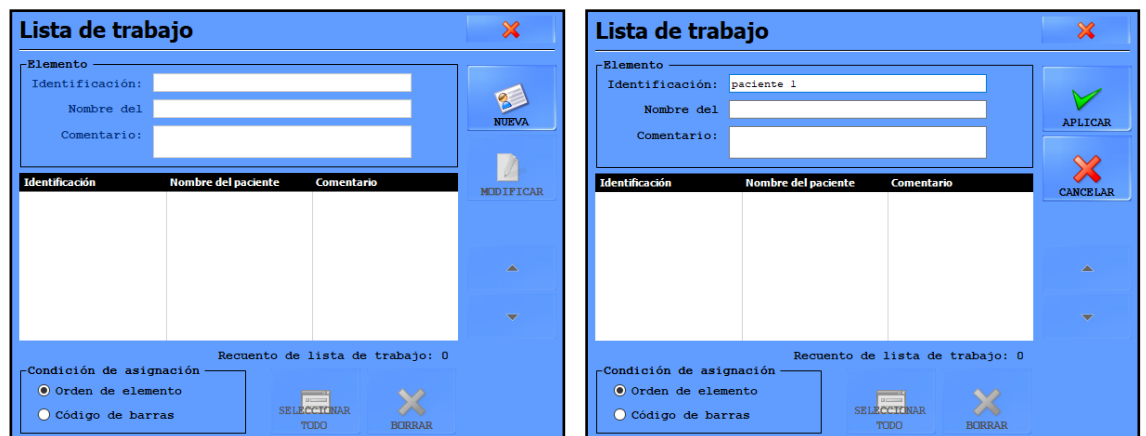 Lista de trabajo
Elemento
Identificación:
Nombre del
Comentario:
NUEVA
MODIFICAR
Identificación Nombre del paciente Comentario
Recuento de lista de trabajo: 0
Condición de asignación
Orden de elemento
Código de barras
SELECCIONAR
TODO
BORRAR
Lista de trabajo
Elemento
Identificación: paciente 1
Nombre del
Comentario:
APLICAR
CANCELAR
Identificación Nombre del paciente Comentario
Recuento de lista de trabajo: 0
Condición de asignación
Orden de elemento
Código de barras
SELECCIONAR
TODO
BORRAR